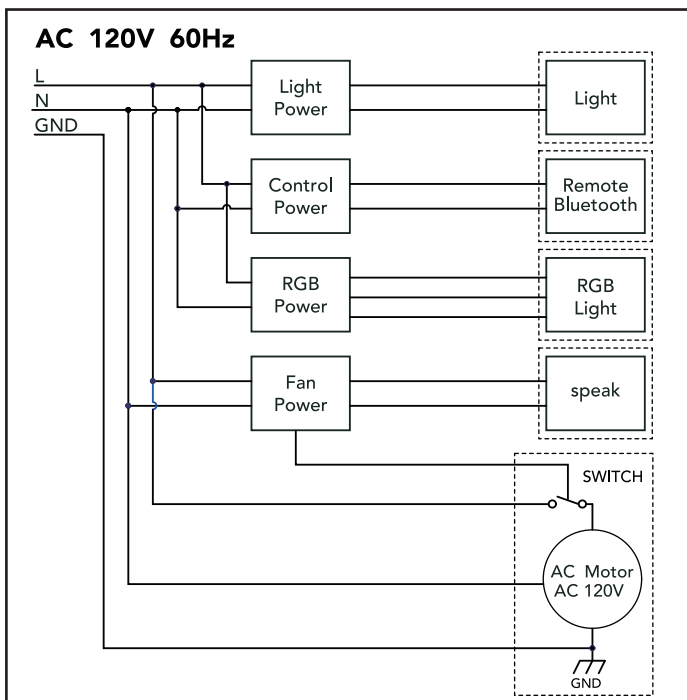 AC 120V 60Hz
L
N
GND
Light
Power
Light
Control
Power
Remote
Bluetooth
RGB
Power
RGB
Light
Fan
Power
speak
SWITCH
AC Motor
AC 120V
GND